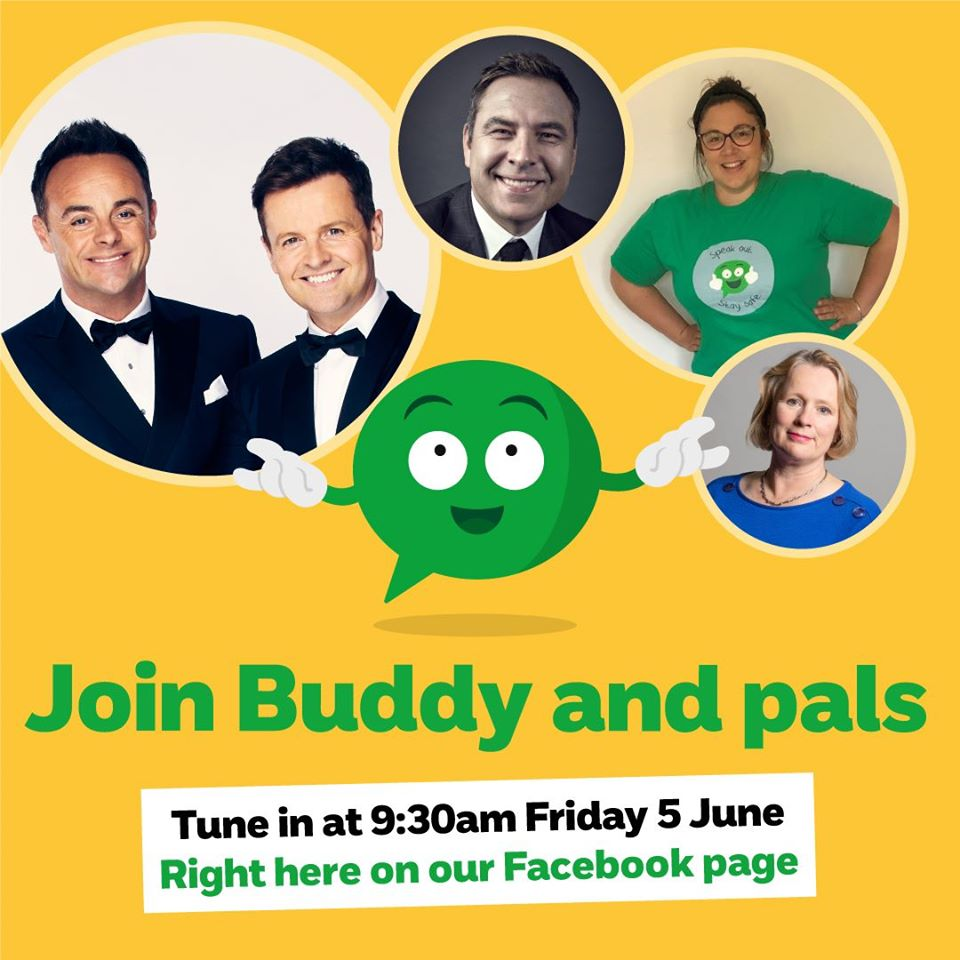 Speak out
Stay safe
Join Buddy and pals
Tune in at 9:30am Friday 5 June
Right here on our Facebook page